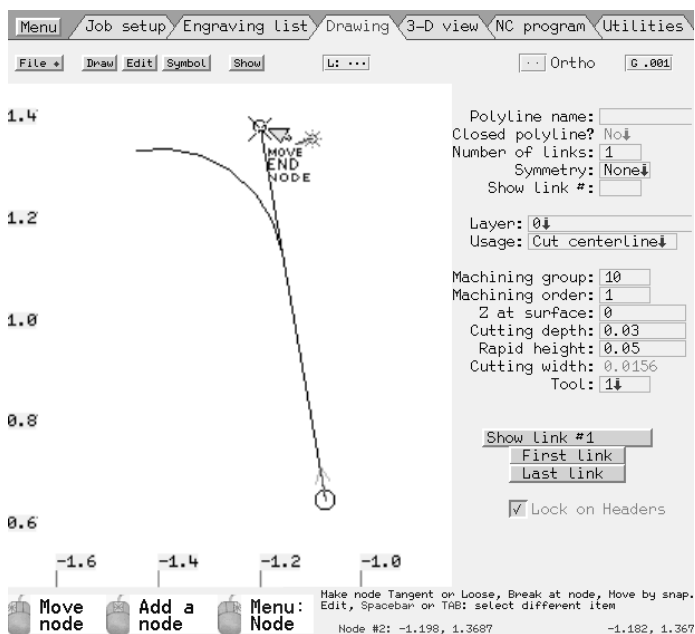 Menu Job setup Engraving list Drawing 3-D view NC program Utilities
File Draw Edit Symbol Show L: ··· ·· Ortho G .001
Polyline name:
Closed polyline? No
Number of links: 1
Symmetry: None
Show link #:
Layer: 0
Usage: Cut centerline
Machining group: 10
Machining order: 1
Z at surface: 0
Cutting depth: 0.03
Rapid height: 0.05
Cutting width: 0.0156
Tool: 1
Show link #1
First link
Last link
Lock on Headers
1.4
MOVE
END
NODE
1.2
1.0
0.8
0.6
-1.6 -1.4 -1.2 -1.0
Move node
Add a node
Menu: Node
Make node Tangent or Loose, Break at node, Move by snap.
Edit, Spacebar or TAB: select different item
Node #2: -1.198, 1.3687 -1.182, 1.367